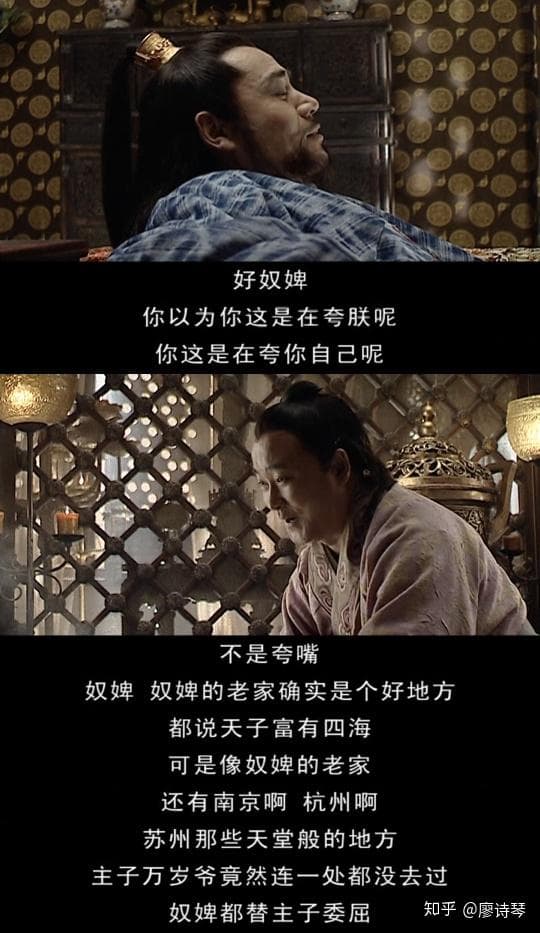 好奴婢
你以为你这是在夸朕呢
你这是在夸你自己呢
不是夸嘴
奴婢 奴婢的老家确实是个好地方
都说天子富有四海
可是像奴婢的老家
还有南京啊 杭州啊
苏州那些天堂般的地方
主子万岁爷竟然连一处都没去过
奴婢都替主子委屈
知乎 @廖诗琴